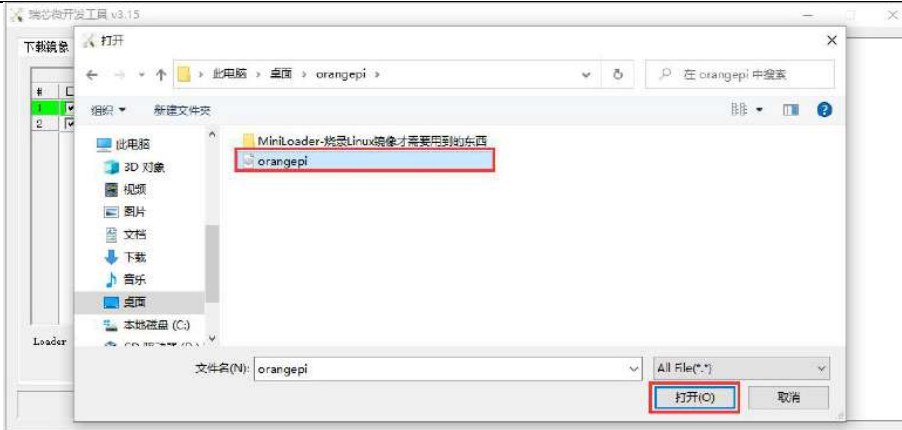 瑞芯微开发工具 v3.15
下载镜像
打开
此电脑 › 桌面 › orangepi ›
在 orangepi 中搜索
组织
新建文件夹
#
1
2
此电脑
3D 对象
视频
图片
文档
下载
音乐
桌面
本地磁盘 (C:)
MiniLoader-烧录Linux镜像才需要用到的东西
orangepi
Loader
文件名(N): orangepi
All File(*.*)
打开(O)
取消